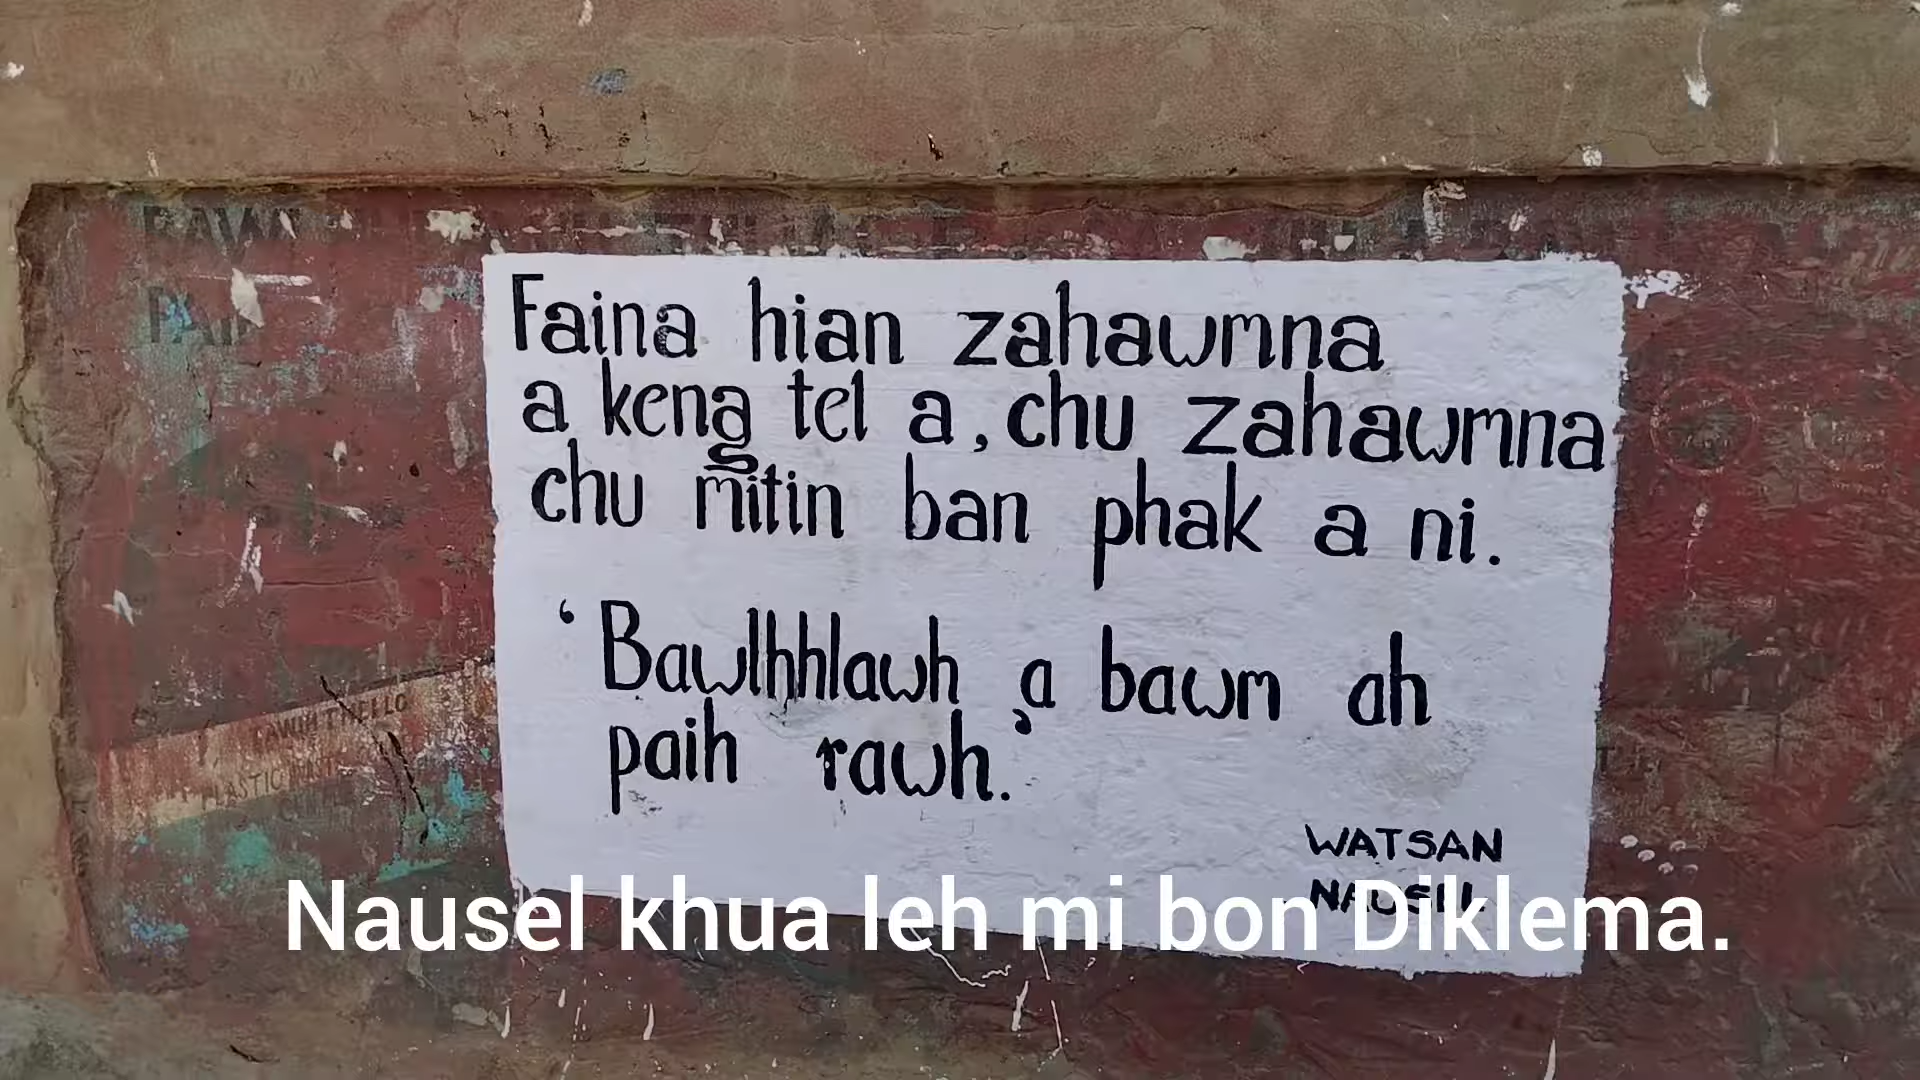 Faina hian zahawmna
a keng tel a, chu zahawmna
chu mitin ban phak a ni.
‘Bawlhhlawh a bawm ah
paih rawh.’
WATSAN
NAUSEL
Nausel khua leh mi bon Diklema.